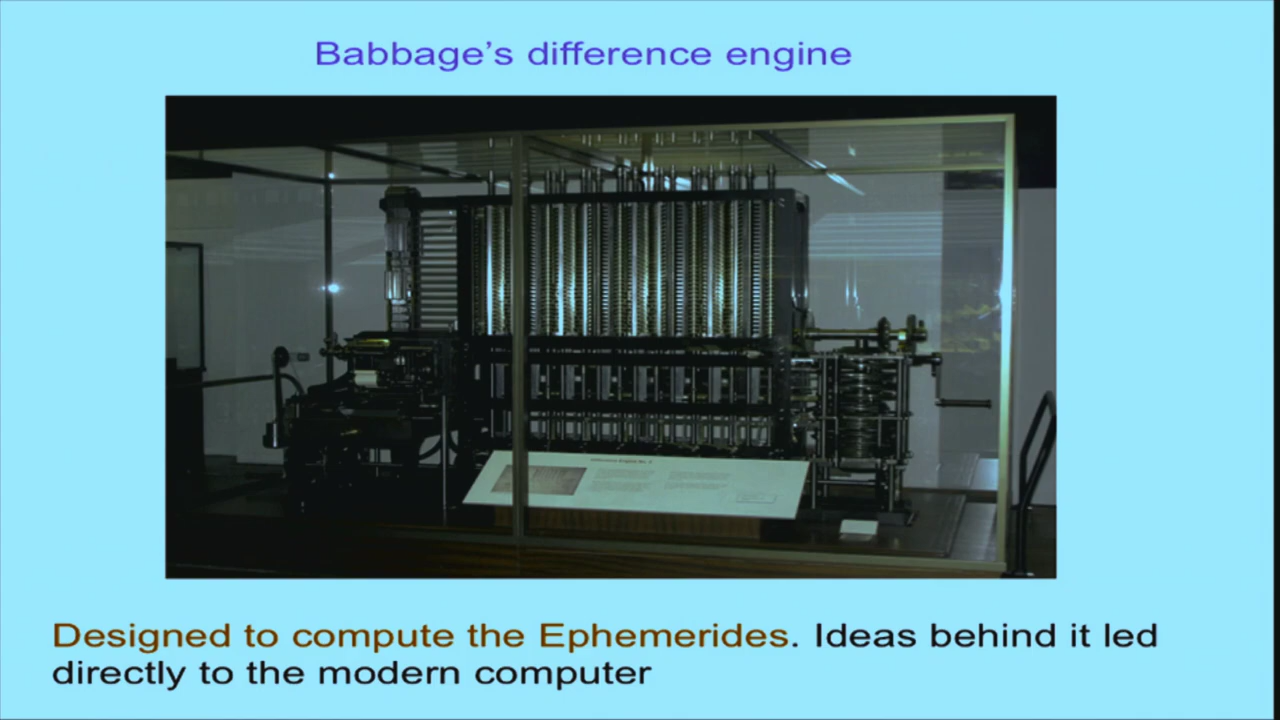 Babbage’s difference engine
Designed to compute the Ephemerides. Ideas behind it led
directly to the modern computer